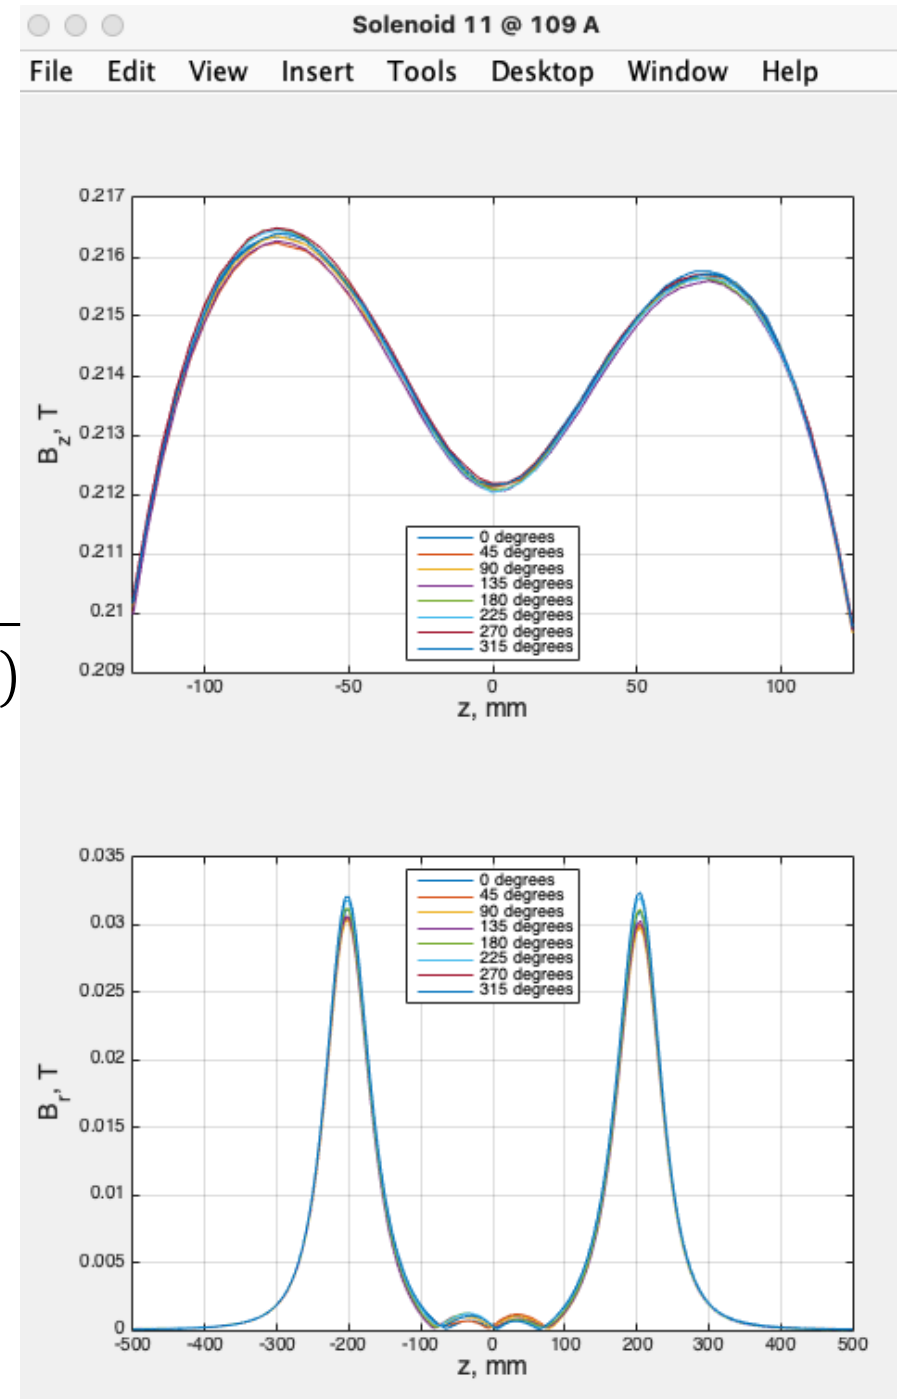 Solenoid 11 @ 109 A
File Edit View Insert Tools Desktop Window Help
0.217
0.216
0.215
0.214
0.213
0.212
0.211
0.21
0.209
B_z, T
0 degrees
45 degrees
90 degrees
135 degrees
180 degrees
225 degrees
270 degrees
315 degrees
-100 -50 0 50 100
z, mm
)
0.035
0.03
0.025
0.02
0.015
0.01
0.005
0
B_r, T
0 degrees
45 degrees
90 degrees
135 degrees
180 degrees
225 degrees
270 degrees
315 degrees
-500 -400 -300 -200 -100 0 100 200 300 400 500
z, mm